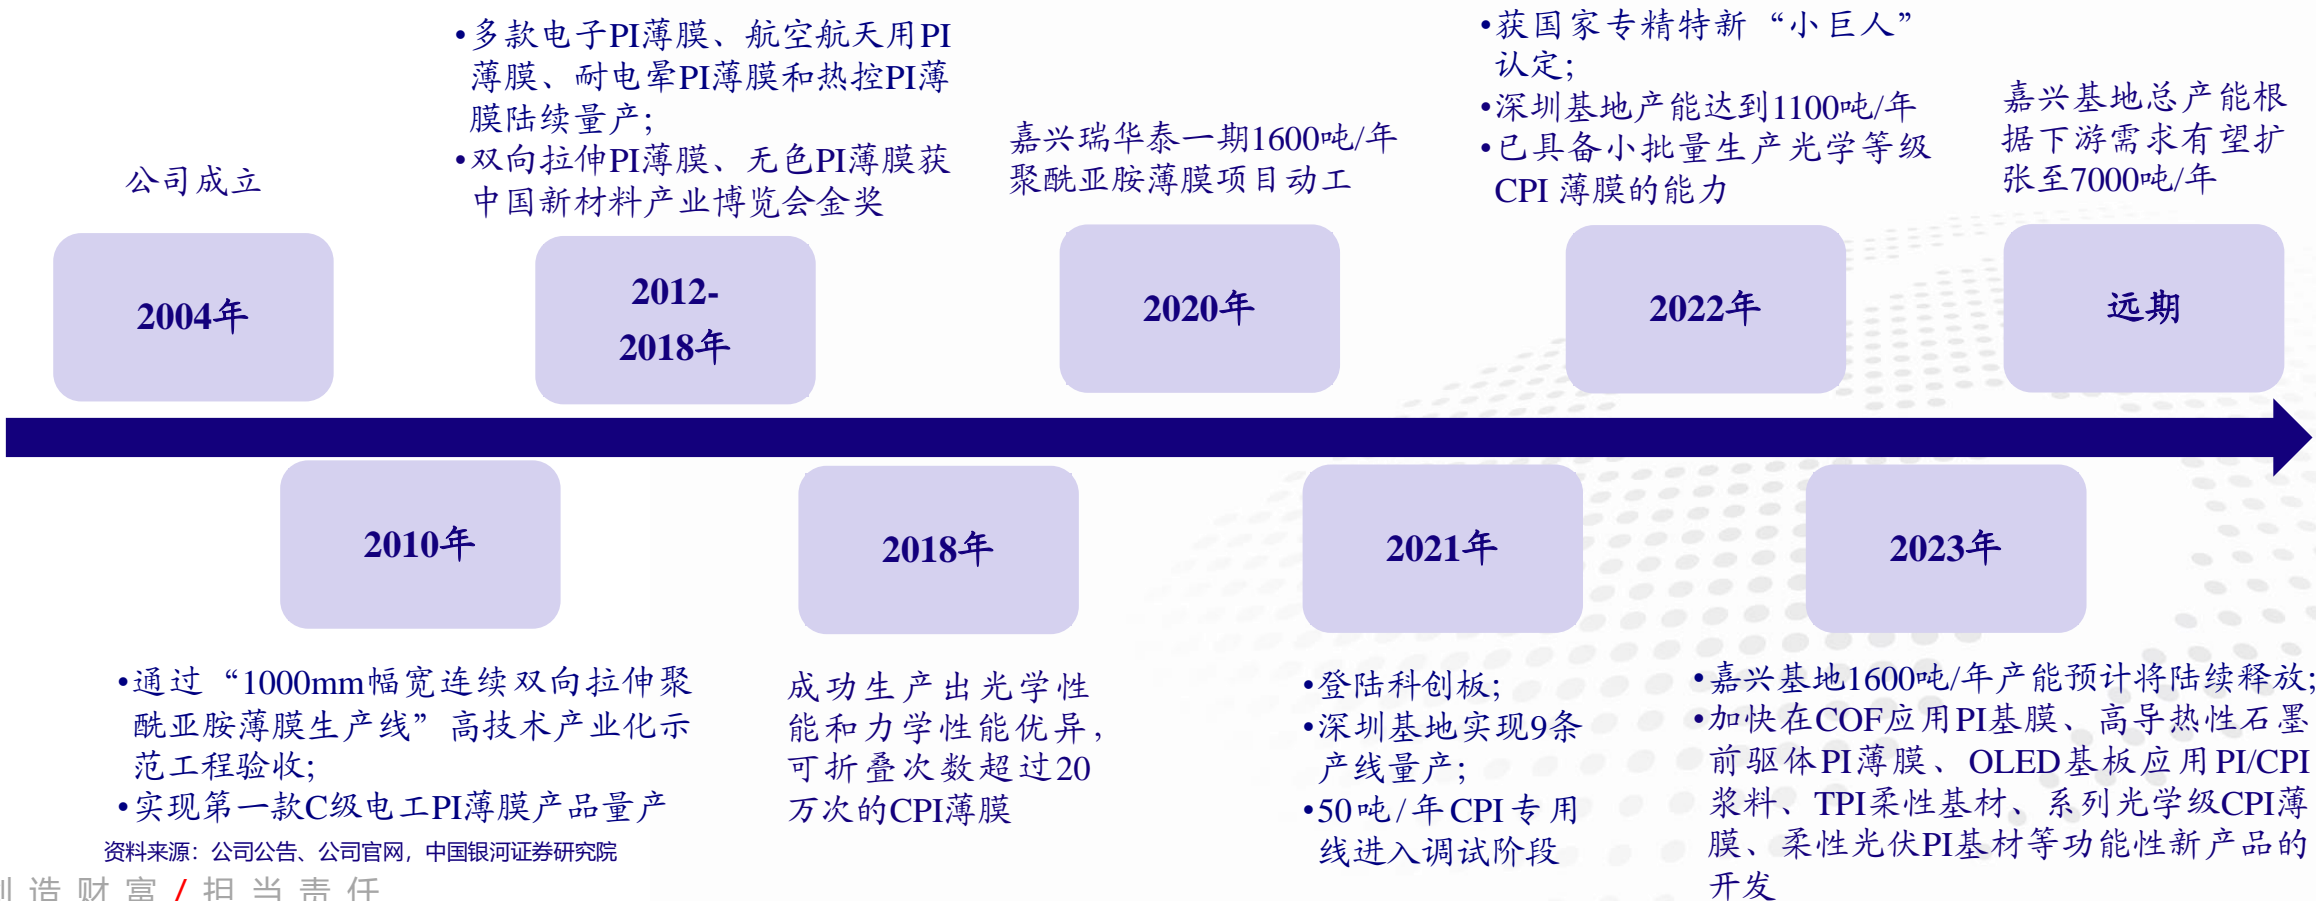 公司成立
2004年
•多款电子PI薄膜、航空航天用PI
薄膜、耐电晕PI薄膜和热控PI薄
膜陆续量产;
•双向拉伸PI薄膜、无色PI薄膜获
中国新材料产业博览会金奖
2012-
2018年
嘉兴瑞华泰一期1600吨/年
聚酰亚胺薄膜项目动工
2020年
•获国家专精特新“小巨人”
认定;
•深圳基地产能达到1100吨/年
•已具备小批量生产光学等级
CPI 薄膜的能力
2022年
嘉兴基地总产能根
据下游需求有望扩
张至7000吨/年
远期
2010年
•通过“1000mm幅宽连续双向拉伸聚
酰亚胺薄膜生产线”高技术产业化示
范工程验收;
•实现第一款C级电工PI薄膜产品量产
2018年
成功生产出光学性
能和力学性能优异，
可折叠次数超过20
万次的CPI薄膜
2021年
•登陆科创板;
•深圳基地实现9条
产线量产;
•50吨/年CPI专用
线进入调试阶段
2023年
•嘉兴基地1600吨/年产能预计将陆续释放;
•加快在COF应用PI基膜、高导热性石墨
前驱体PI薄膜、OLED基板应用PI/CPI
浆料、TPI柔性基材、系列光学级CPI薄
膜、柔性光伏PI基材等功能性新产品的
开发
资料来源：公司公告、公司官网，中国银河证券研究院
造财富/担当责任